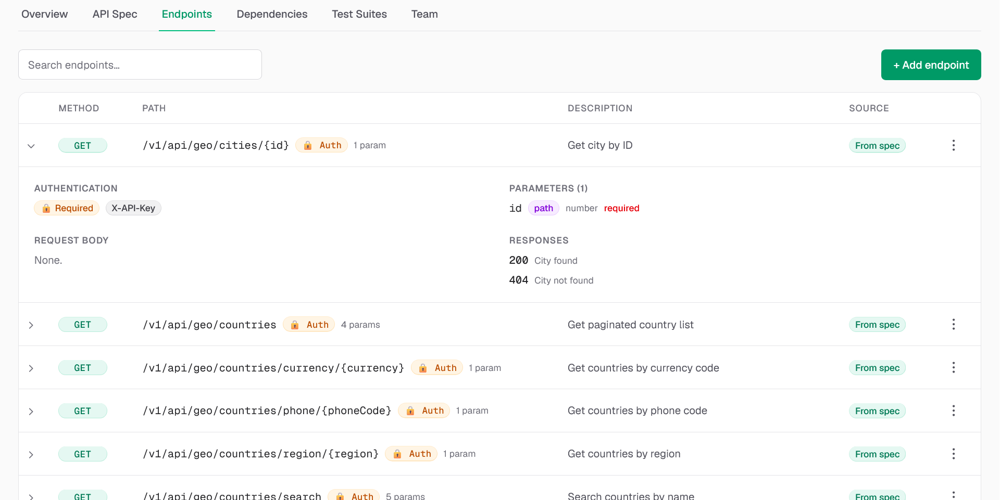 Overview API Spec Endpoints Dependencies Test Suites Team
Search endpoints...
+ Add endpoint
METHOD PATH DESCRIPTION SOURCE
GET /v1/api/geo/cities/{id} Auth 1 param Get city by ID From spec
AUTHENTICATION
Required X-API-Key
PARAMETERS (1)
id path number required
REQUEST BODY
None.
RESPONSES
200 City found
404 City not found
GET /v1/api/geo/countries Auth 4 params Get paginated country list From spec
GET /v1/api/geo/countries/currency/{currency} Auth 1 param Get countries by currency code From spec
GET /v1/api/geo/countries/phone/{phoneCode} Auth 1 param Get countries by phone code From spec
GET /v1/api/geo/countries/region/{region} Auth 1 param Get countries by region From spec
GET /v1/api/geo/countries/search Auth 5 params Search countries by name From spec